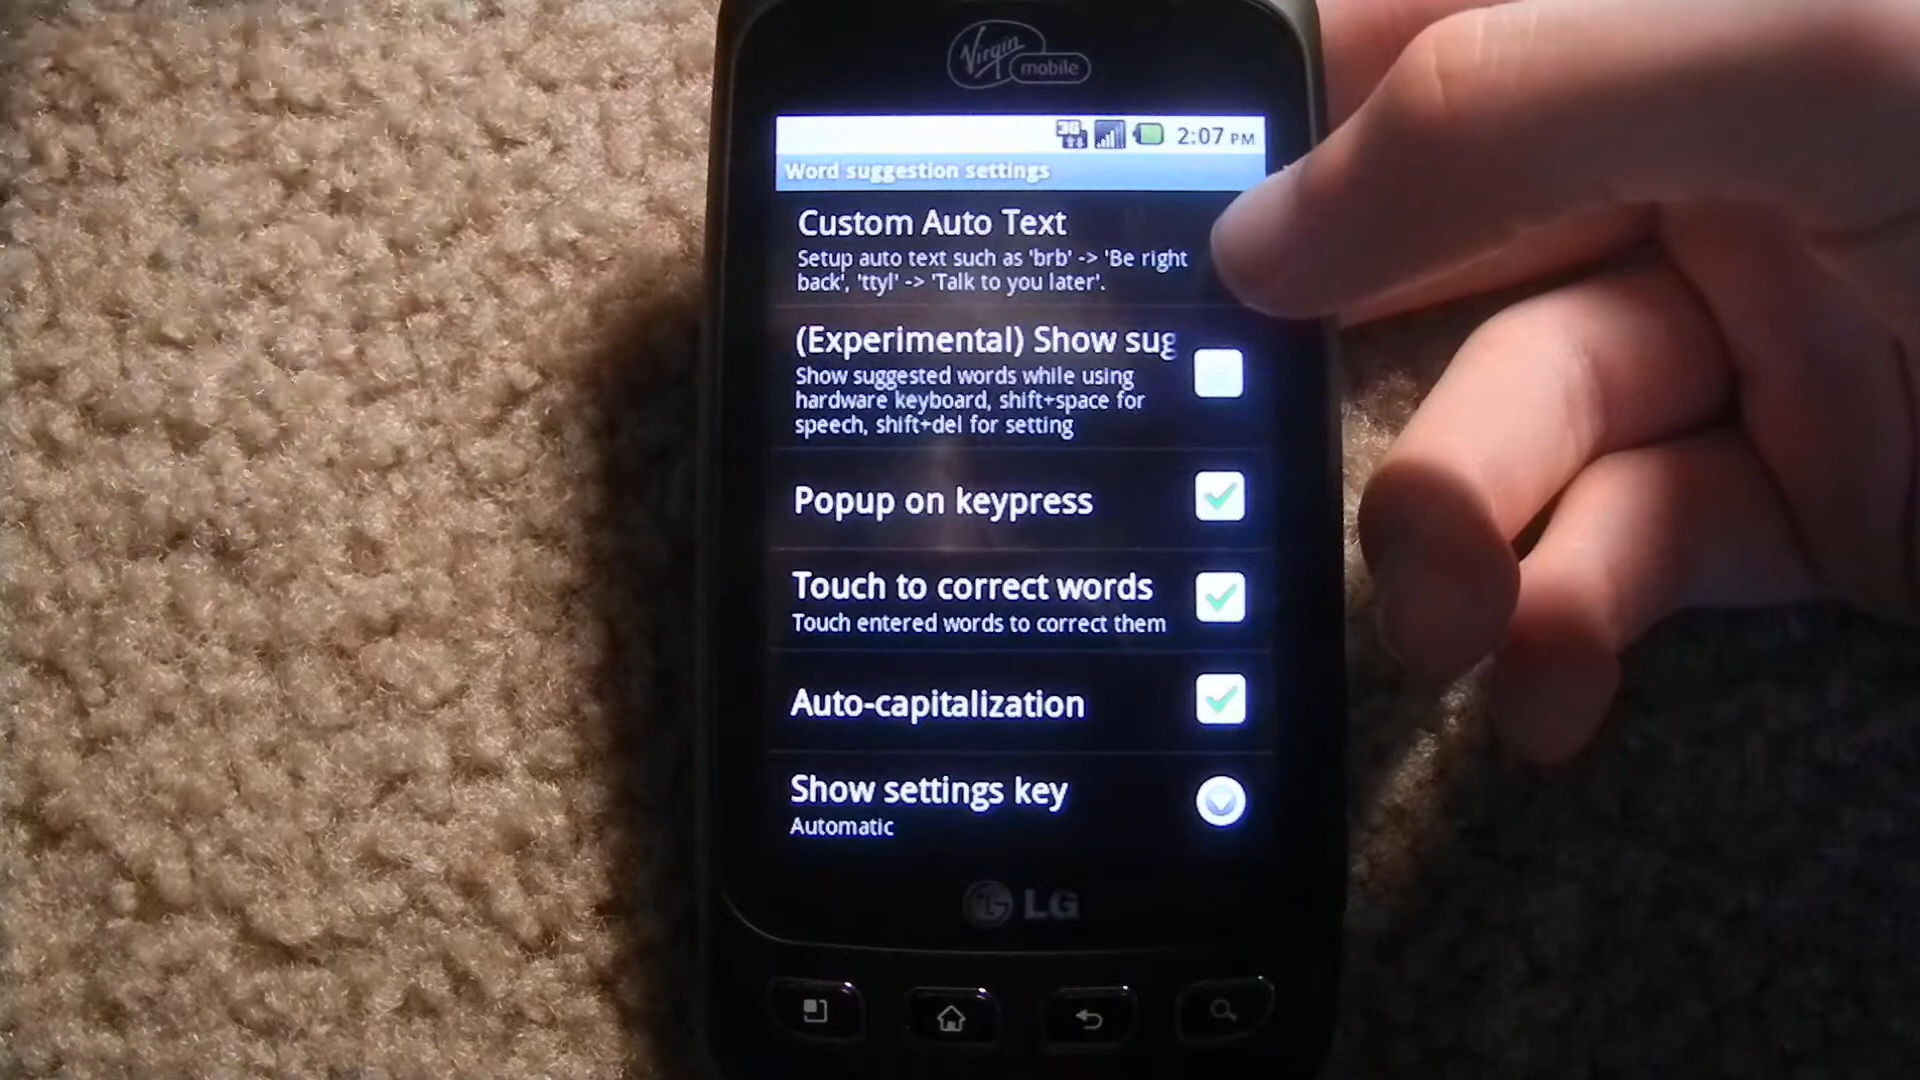 Virgin
mobile
3G
2:07 PM
Word suggestion settings
Custom Auto Text
Setup auto text such as 'brb' -> 'Be right
back', 'ttyl' -> 'Talk to you later'.
(Experimental) Show sug
Show suggested words while using
hardware keyboard, shift+space for
speech, shift+del for setting
Popup on keypress
Touch to correct words
Touch entered words to correct them
Auto-capitalization
Show settings key
Automatic
LG